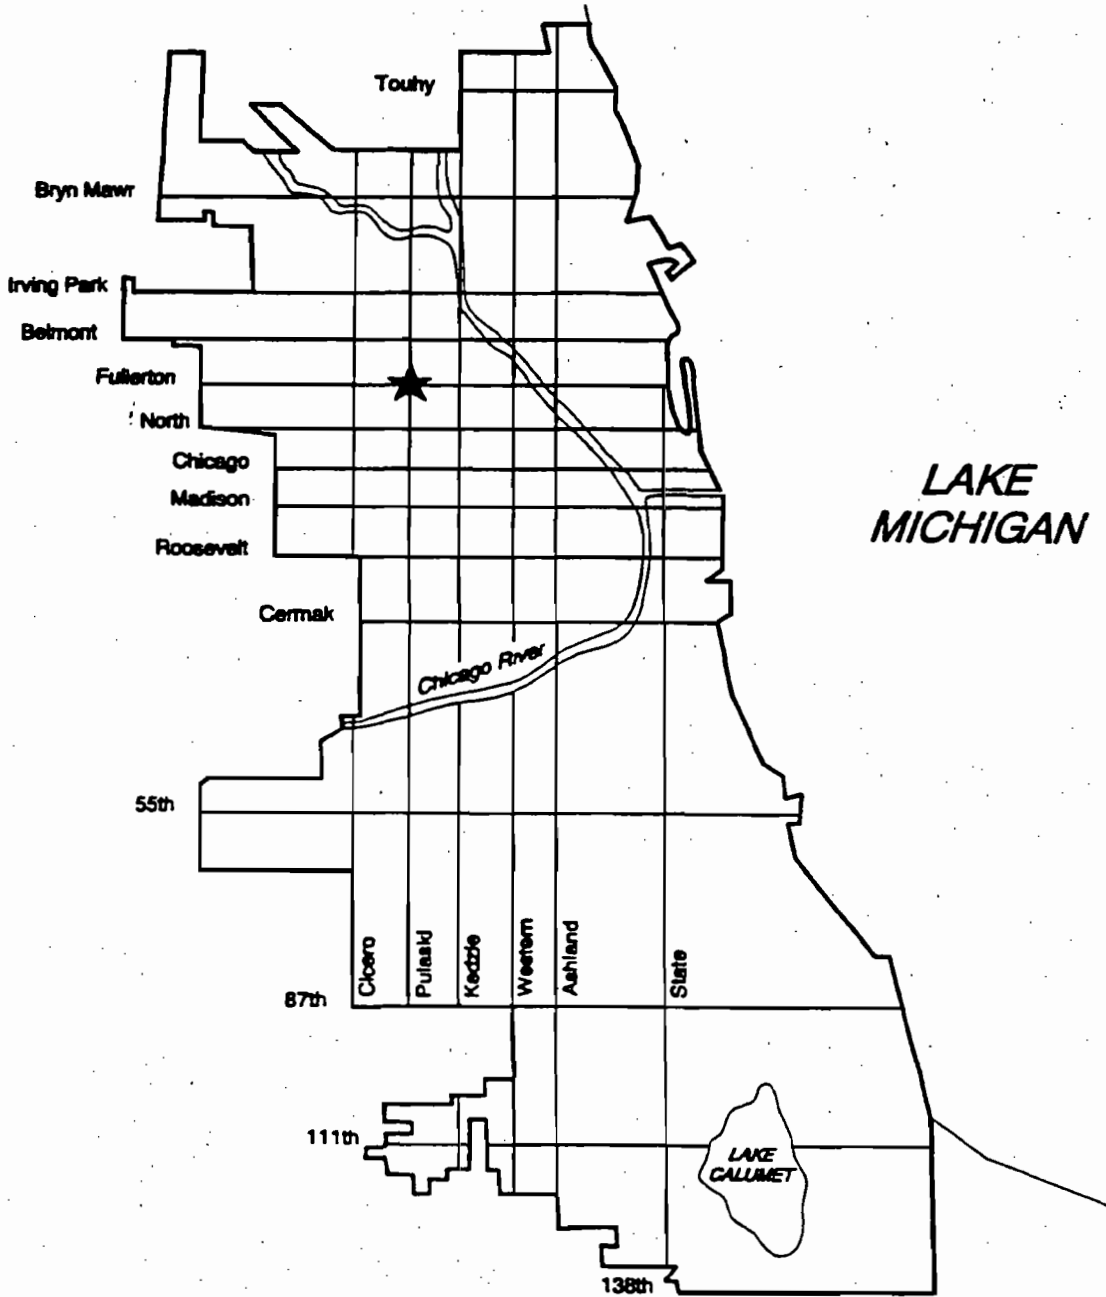 Touhy
Bryn Mawr
Irving Park
Belmont
Fullerton
North
Chicago
Madison
Roosevelt
Cermak
LAKE
MICHIGAN
Chicago River
55th
Cicero
Pulaski
Kedzie
Western
Ashland
State
87th
111th
LAKE
CALUMET
138th